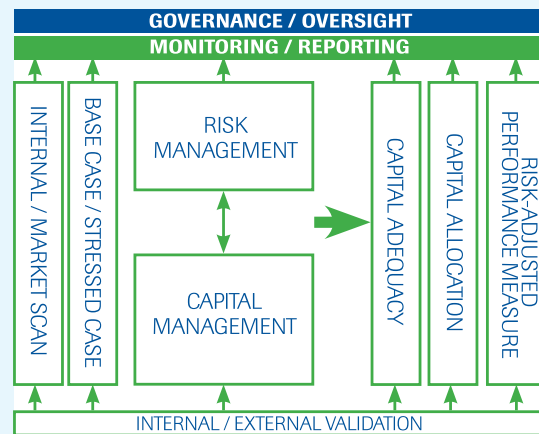 GOVERNANCE / OVERSIGHT
MONITORING / REPORTING
INTERNAL / MARKET SCAN
BASE CASE / STRESSED CASE
RISK
MANAGEMENT
CAPITAL
MANAGEMENT
CAPITAL ADEQUACY
CAPITAL ALLOCATION
RISK-ADJUSTED
PERFORMANCE MEASURE
INTERNAL / EXTERNAL VALIDATION